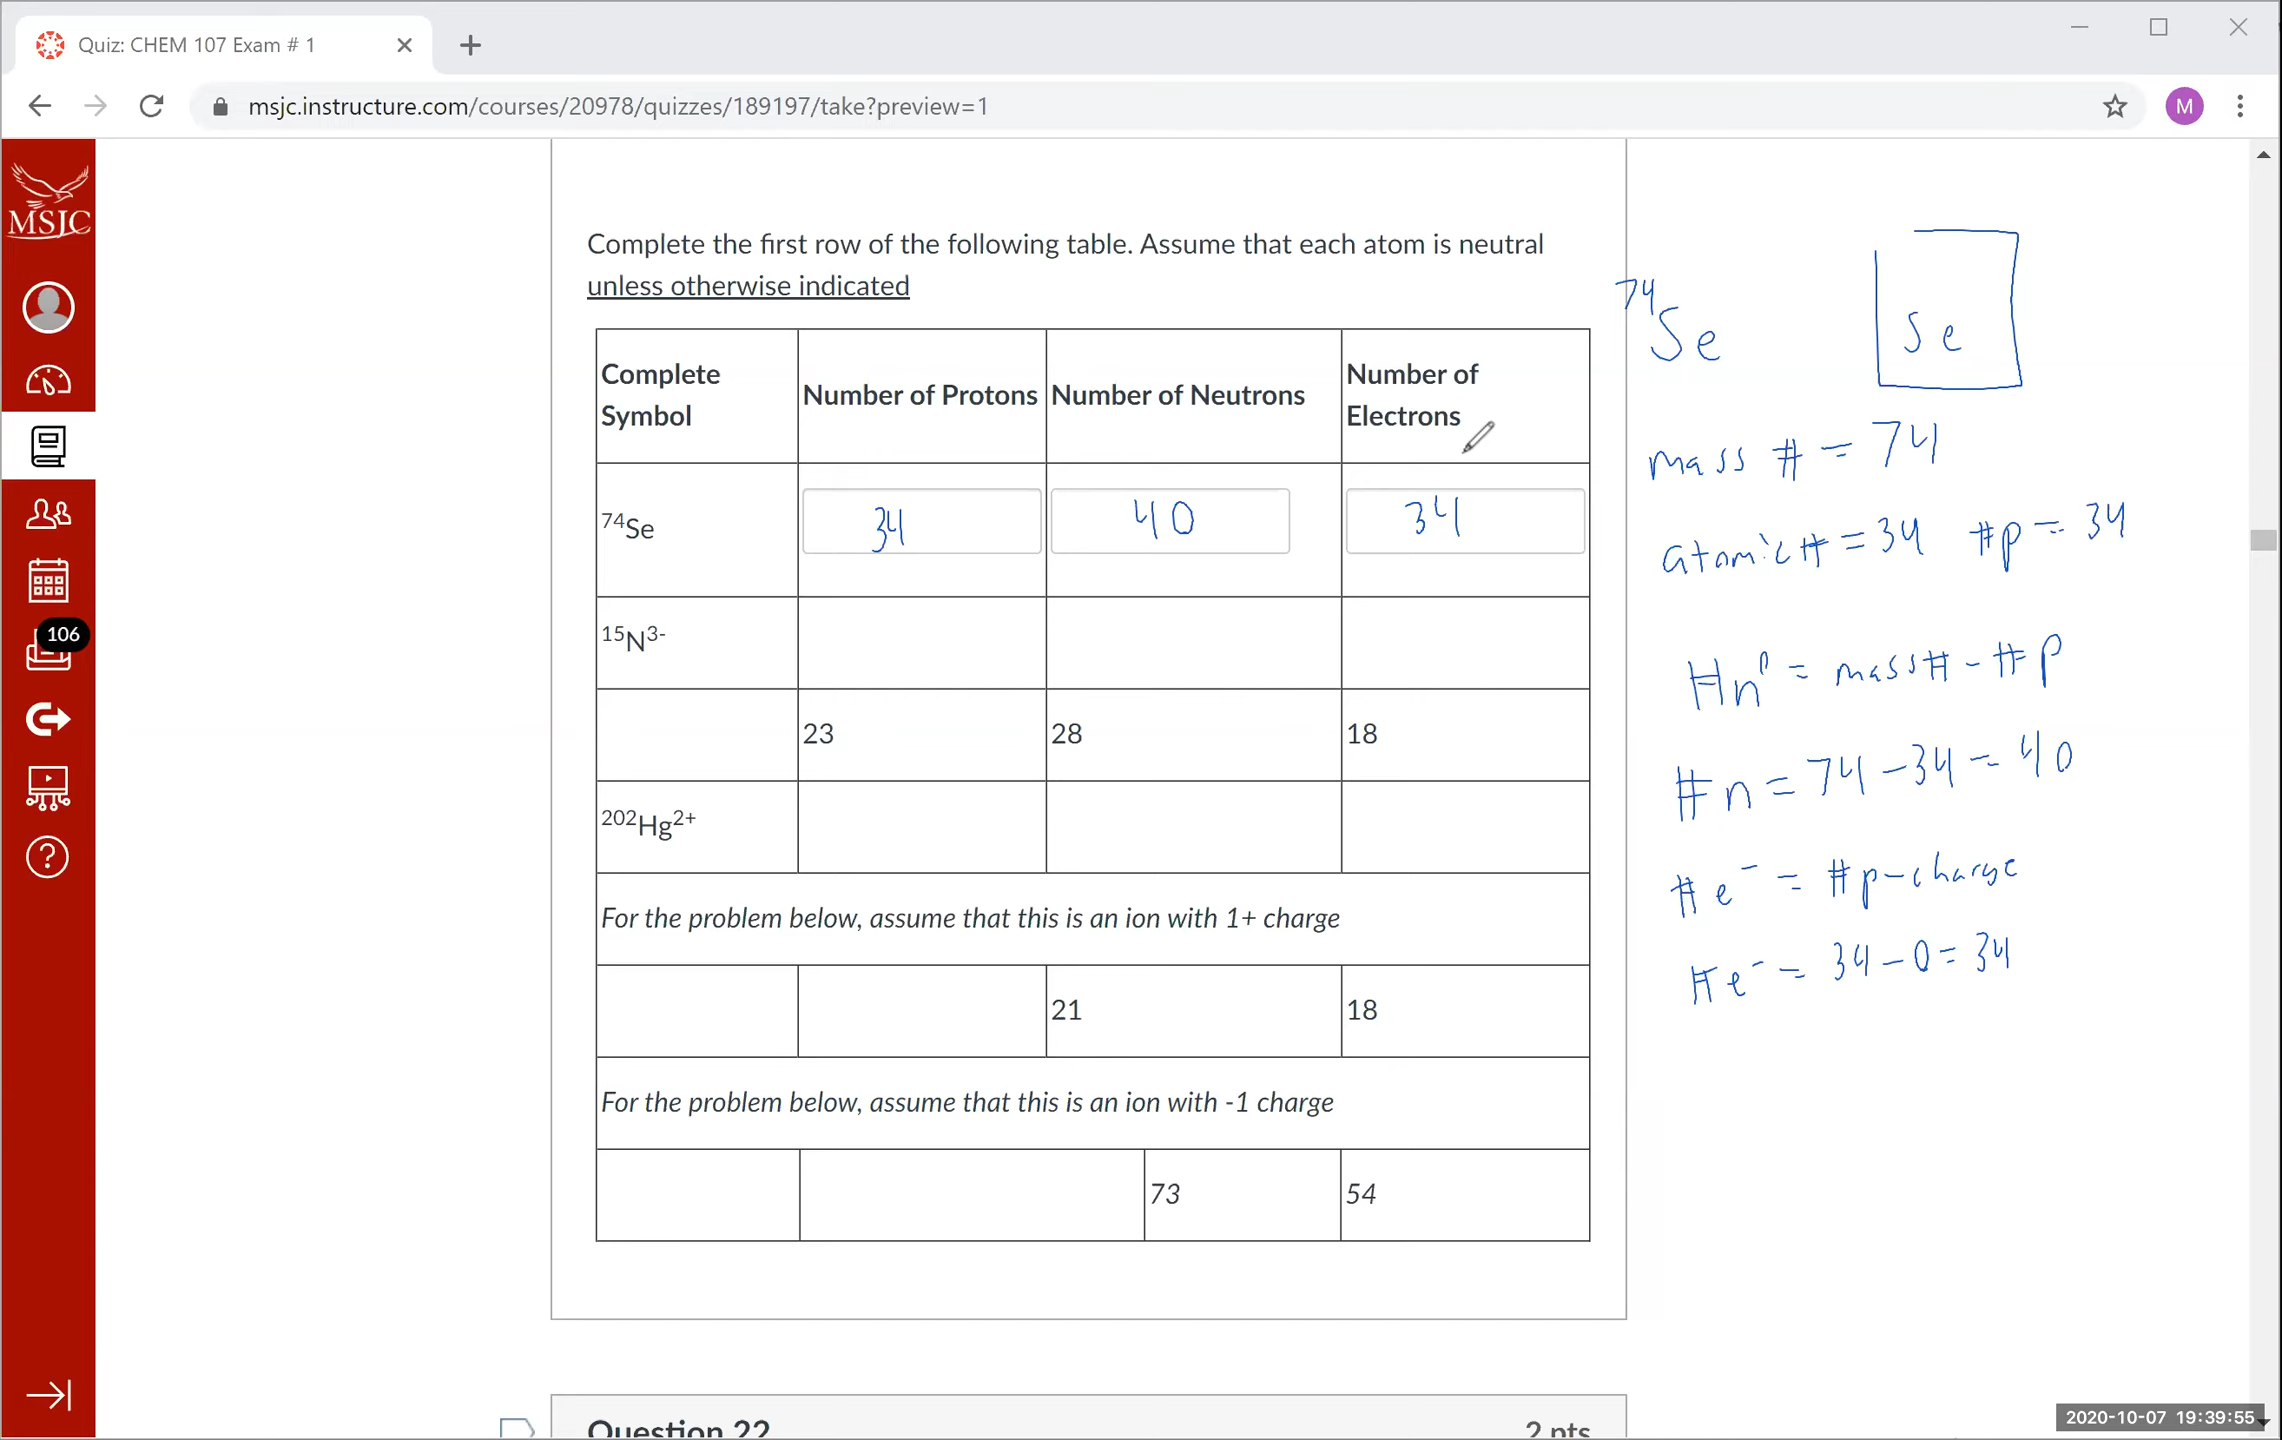 Quiz: CHEM 107 Exam # 1
msjc.instructure.com/courses/20978/quizzes/189197/take?preview=1
M
MSJC
106
Complete the first row of the following table. Assume that each atom is neutral
unless otherwise indicated
Complete Symbol Number of Protons Number of Neutrons Number of Electrons
⁷⁴Se 34 40 34
¹⁵N³⁻
23 28 18
²⁰²Hg²⁺
For the problem below, assume that this is an ion with 1+ charge
21 18
For the problem below, assume that this is an ion with -1 charge
73 54
Question 22 2 pts
⁷⁴Se Se
mass # = 74
atomic # = 34 #p = 34
#n⁰ = mass# - #p
#n = 74 - 34 = 40
#e⁻ = #p - charge
#e⁻ = 34 - 0 = 34
2020-10-07 19:39:55